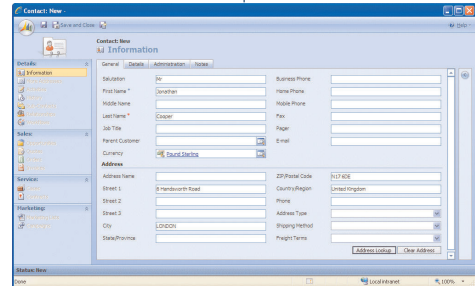 Contact: New -
Save and Close
Help
Contact: New
Information
Details:
Information
General Details Administration Notes
Salutation Mr Business Phone
First Name * Jonathan Home Phone
Middle Name Mobile Phone
Last Name * Cooper Fax
Job Title Pager
Parent Customer E-mail
Currency Pound Sterling
Address
Address Name ZIP/Postal Code N17 6DE
Street 1 8 Handsworth Road Country/Region United Kingdom
Street 2 Phone
Street 3 Address Type
City LONDON Shipping Method
State/Province Freight Terms
Address Lookup Clear Address
Sales:
Service:
Marketing:
Status: New
Done Local intranet 100%